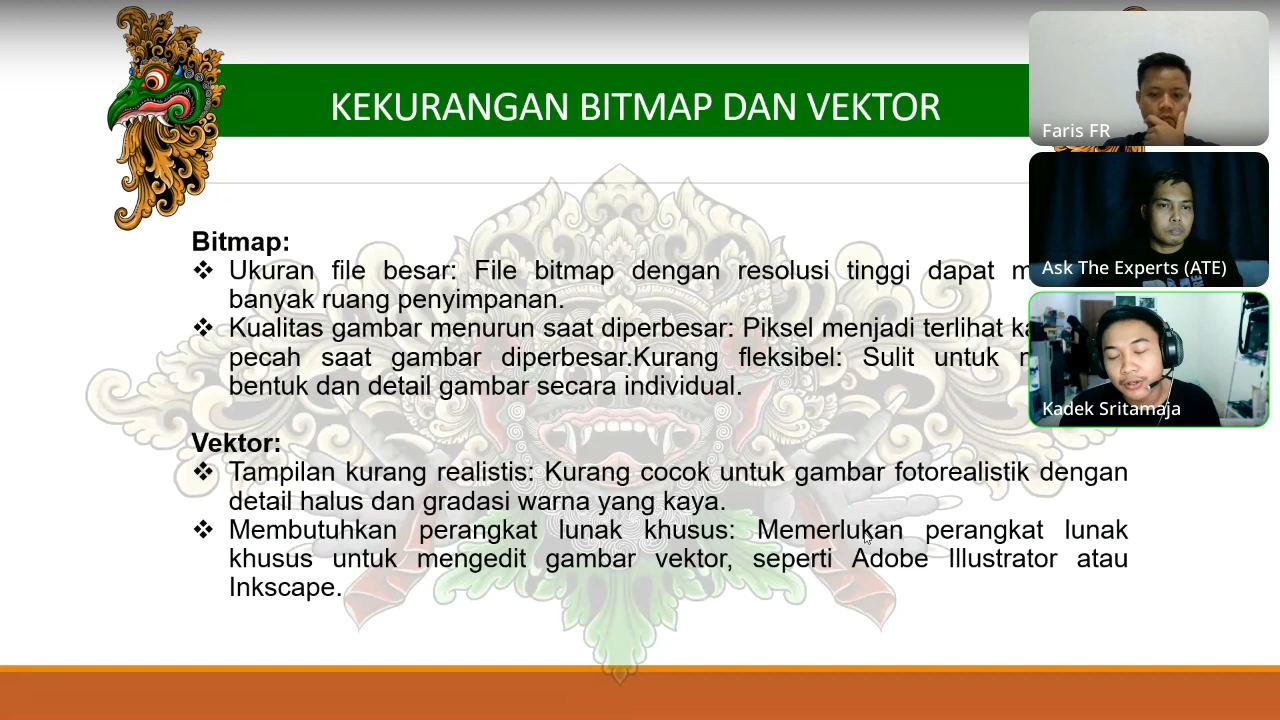 KEKURANGAN BITMAP DAN VEKTOR
Faris FR
Ask The Experts (ATE)
Kadek Sritamaja
Bitmap:
❖ Ukuran file besar: File bitmap dengan resolusi tinggi dapat
banyak ruang penyimpanan.
❖ Kualitas gambar menurun saat diperbesar: Piksel menjadi terlihat
pecah saat gambar diperbesar.Kurang fleksibel: Sulit untuk
bentuk dan detail gambar secara individual.
Vektor:
❖ Tampilan kurang realistis: Kurang cocok untuk gambar fotorealistik dengan
detail halus dan gradasi warna yang kaya.
❖ Membutuhkan perangkat lunak khusus: Memerlukan perangkat lunak
khusus untuk mengedit gambar vektor, seperti Adobe Illustrator atau
Inkscape.